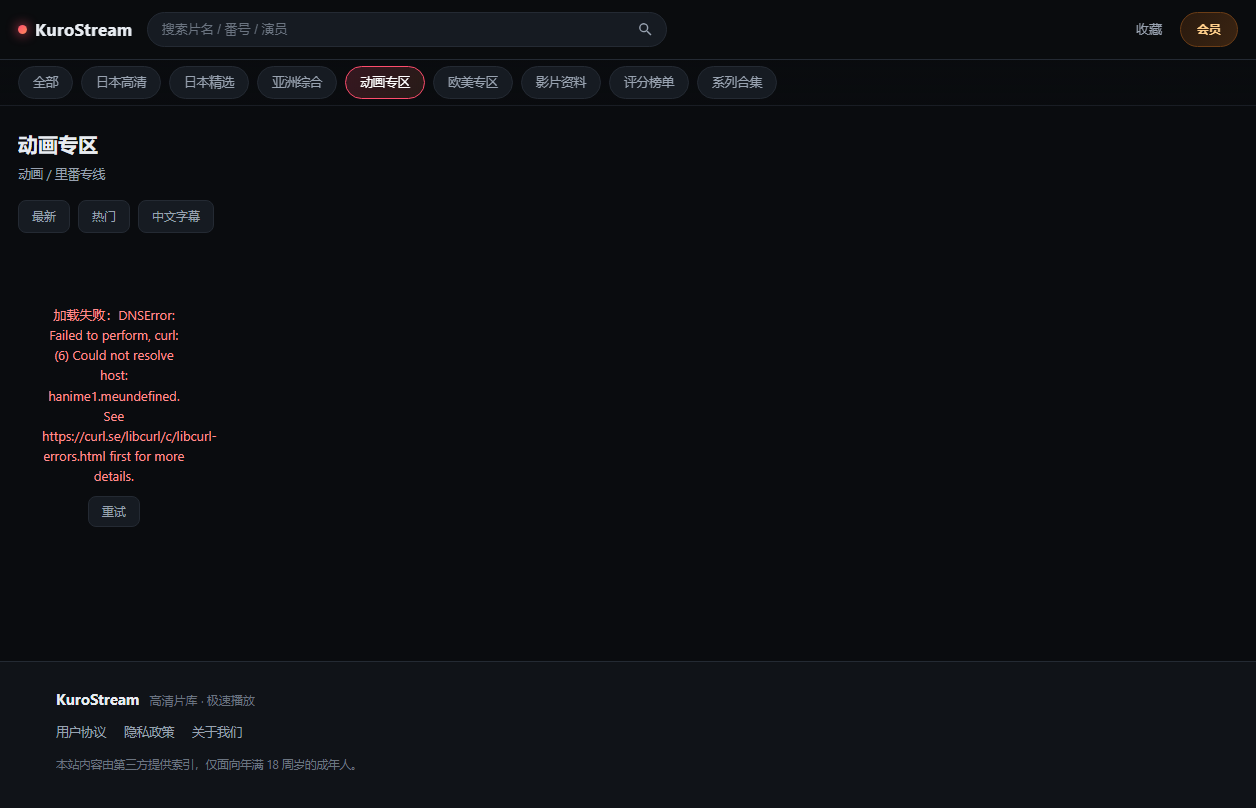 KuroStream
搜索片名 / 番号 / 演员
收藏
会员
全部
日本高清
日本精选
亚洲综合
动画专区
欧美专区
影片资料
评分榜单
系列合集
动画专区
动画 / 里番专线
最新
热门
中文字幕
加载失败：DNSError:
Failed to perform, curl:
(6) Could not resolve
host:
hanime1.meundefined.
See
https://curl.se/libcurl/c/libcurl-
errors.html first for more
details.
重试
KuroStream 高清片库 · 极速播放
用户协议 隐私政策 关于我们
本站内容由第三方提供索引，仅面向年满 18 周岁的成年人。